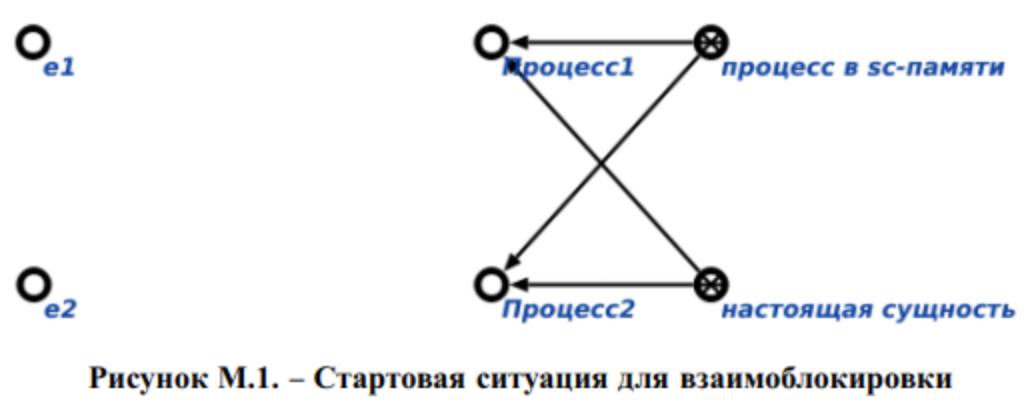 e1
Процесс1
процесс в sc-памяти
e2
Процесс2
настоящая сущность
Рисунок М.1. – Стартовая ситуация для взаимоблокировки